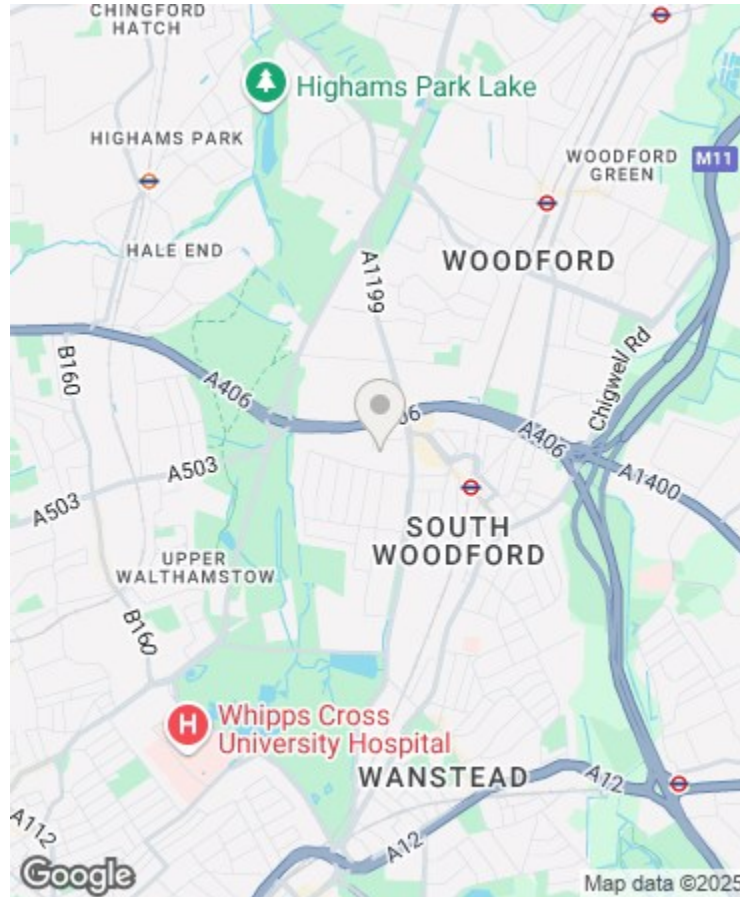 CHINGFORD
HATCH
Highams Park Lake
HIGHAMS PARK
WOODFORD
GREEN
M11
HALE END
WOODFORD
A1199
B160
Chigwell Rd
A406
06
A406
A503
A503
A1400
SOUTH
WOODFORD
UPPER
WALTHAMSTOW
B160
H
Whipps Cross
University Hospital
WANSTEAD
A12
A112
A12
Google
Map data ©2025